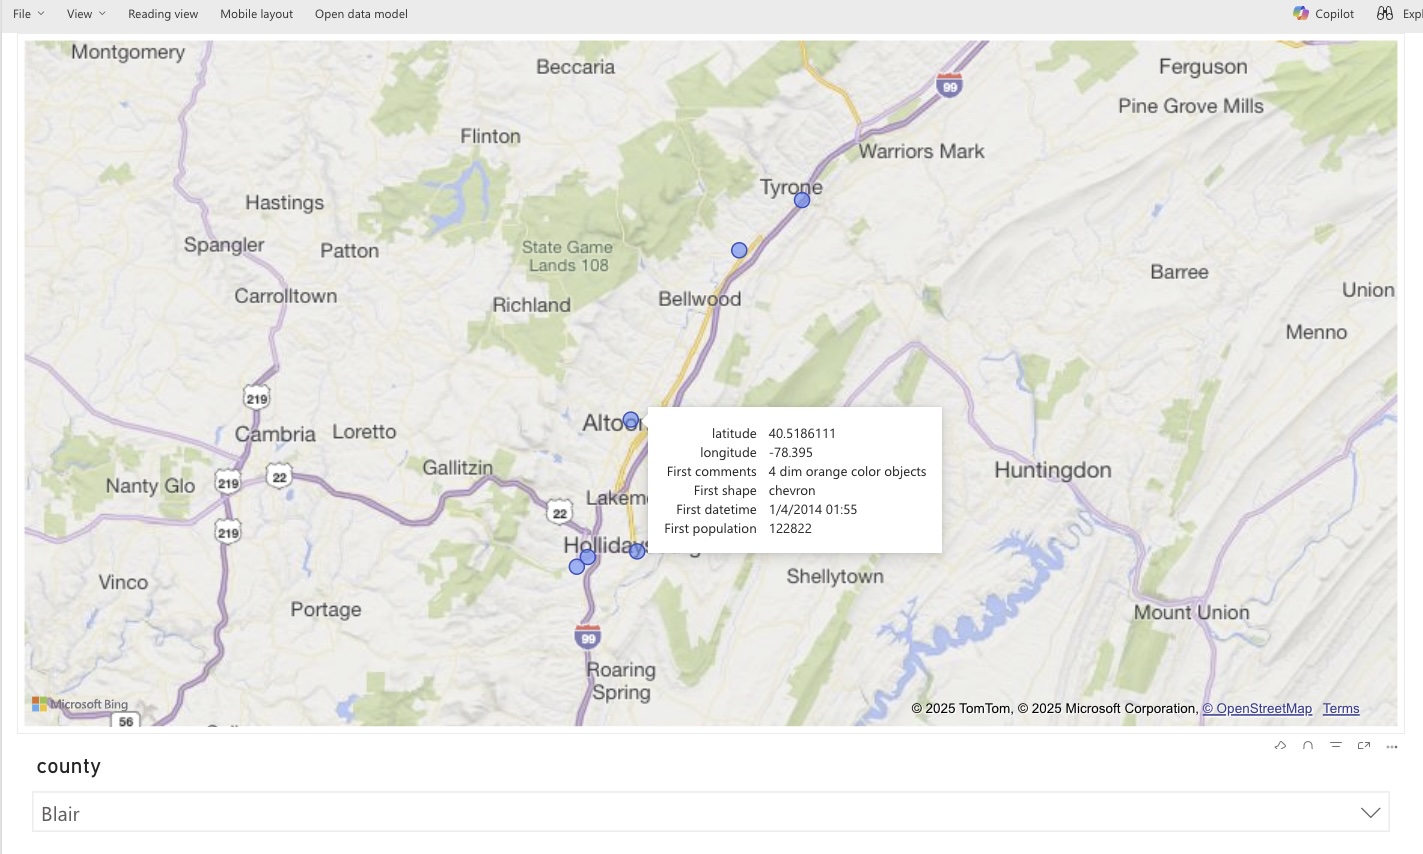 File View Reading view Mobile layout Open data model Copilot
Montgomery
Beccaria
Ferguson
99
Pine Grove Mills
Flinton
Warriors Mark
Tyrone
Hastings
Spangler
Patton
State Game
Lands 108
Barree
Carrolltown
Richland
Bellwood
Union
Menno
219
Altoon
Cambria
Loretto
latitude 40.5186111
longitude -78.395
First comments 4 dim orange color objects
First shape chevron
First datetime 1/4/2014 01:55
First population 122822
Gallitzin
Huntingdon
Nanty Glo
219
22
Lakem
22
219
Hollidays g
Vinco
Shellytown
Portage
Mount Union
99
Roaring
Spring
Microsoft Bing
56
© 2025 TomTom, © 2025 Microsoft Corporation, © OpenStreetMap Terms
county
Blair